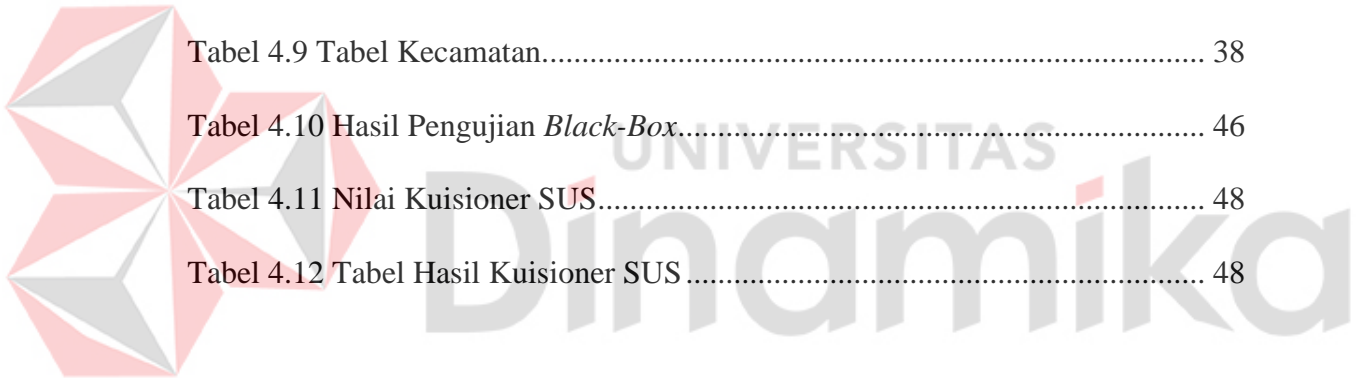 Tabel 4.9 Tabel Kecamatan.................................................................................. 38
Tabel 4.10 Hasil Pengujian Black-Box................................................................. 46
UNIVERSITAS
Tabel 4.11 Nilai Kuisioner SUS........................................................................... 48
Dinamika
Tabel 4.12 Tabel Hasil Kuisioner SUS ................................................................ 48